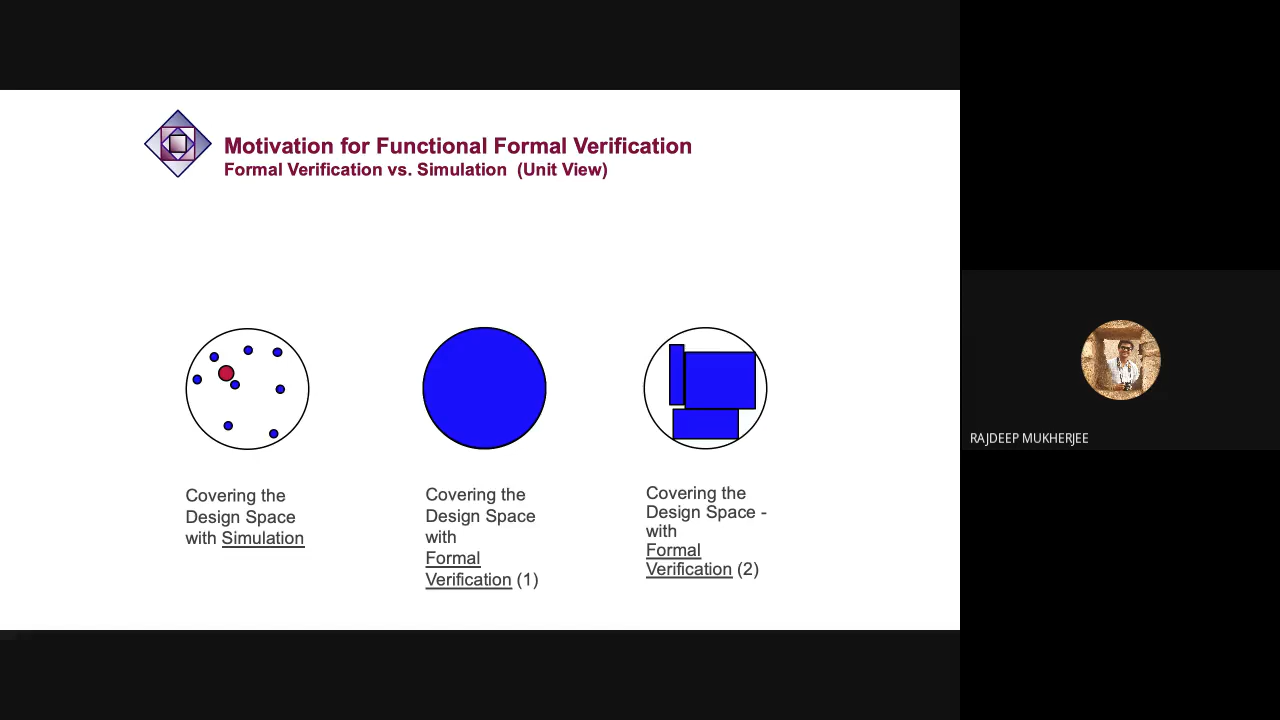 Motivation for Functional Formal Verification
Formal Verification vs. Simulation (Unit View)
Covering the
Design Space
with Simulation
Covering the
Design Space
with
Formal
Verification (1)
Covering the
Design Space -
with
Formal
Verification (2)
RAJDEEP MUKHERJEE